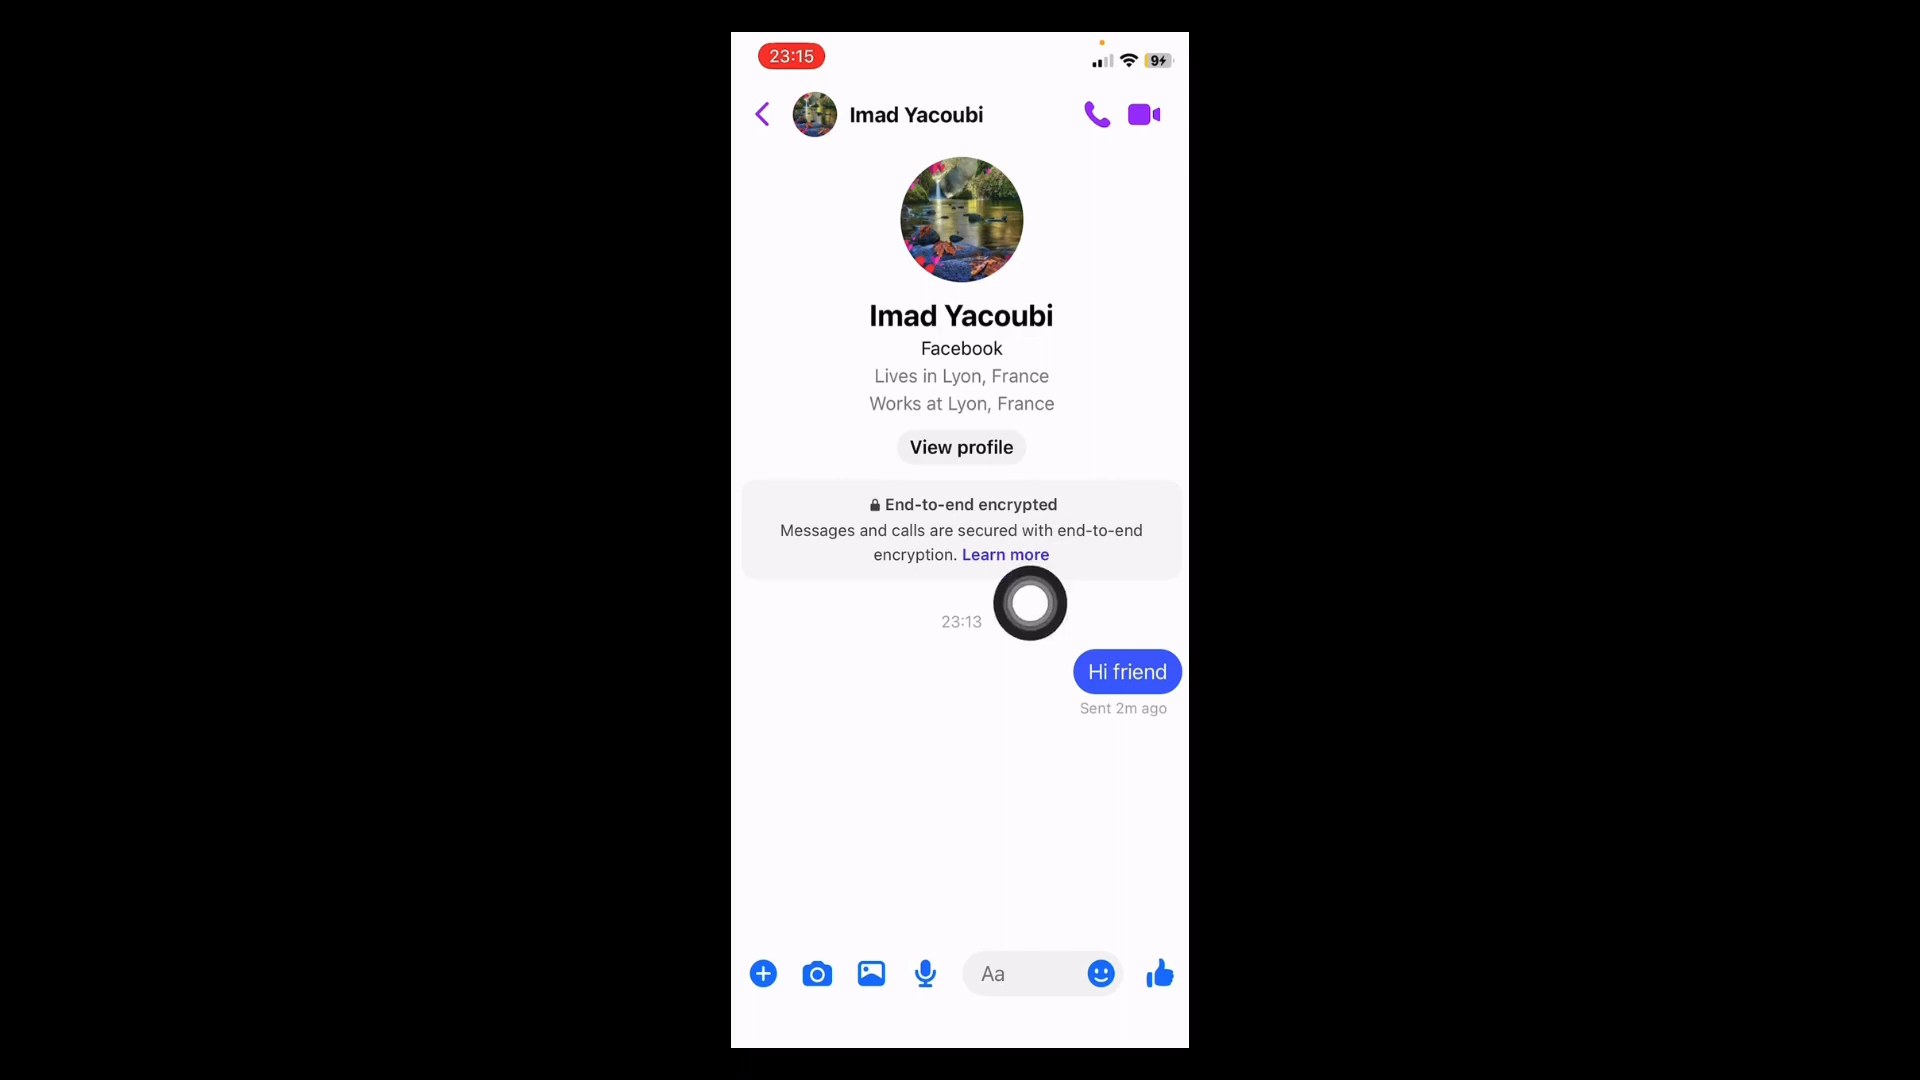 23:15
9
Imad Yacoubi
Imad Yacoubi
Facebook
Lives in Lyon, France
Works at Lyon, France
View profile
End-to-end encrypted
Messages and calls are secured with end-to-end
encryption. Learn more
23:13
Hi friend
Sent 2m ago
Aa